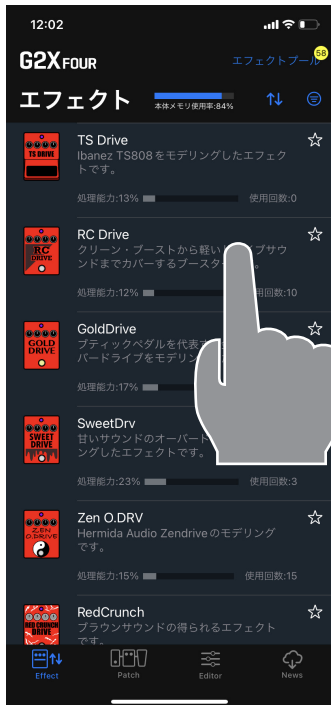 12:02
G2X FOUR
エフェクトプール
58
エフェクト
本体メモリ使用率:84%
TS DRIVE
TS Drive
Ibanez TS808をモデリングしたエフェク
トです。
処理能力:13%
使用回数:0
RC DRIVE
RC Drive
クリーン・ブーストから軽い
イブサウ
ンドまでカバーするブースタ
。
処理能力:12%
用回数:10
GOLD DRIVE
GoldDrive
ブティックペダルを代表す
バードライブをモデリン
処理能力:17%
SWEET DRIVE
SweetDrv
甘いサウンドのオーバード
ングしたエフェクトです。
処理能力:23%
使用回数:3
ZEN O.DRIVE
Zen O.DRV
Hermida Audio Zendriveのモデリング
です。
処理能力:15%
使用回数:15
RED CRUNCH DRIVE
RedCrunch
ブラウンサウンドの得られるエフェクト
です。
Effect
Patch
Editor
News